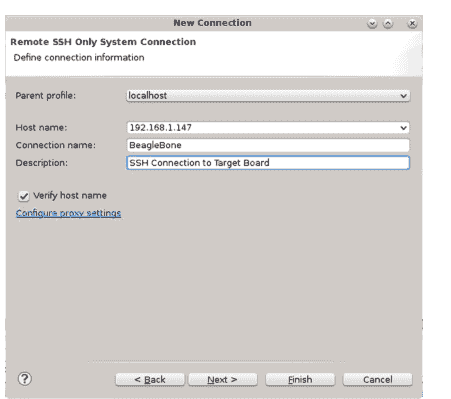 New Connection
Remote SSH Only System Connection
Define connection information
Parent profile: localhost
Host name: 192.168.1.147
Connection name: BeagleBone
Description: SSH Connection to Target Board
Verify host name
Configure proxy settings
? < Back Next > Finish Cancel